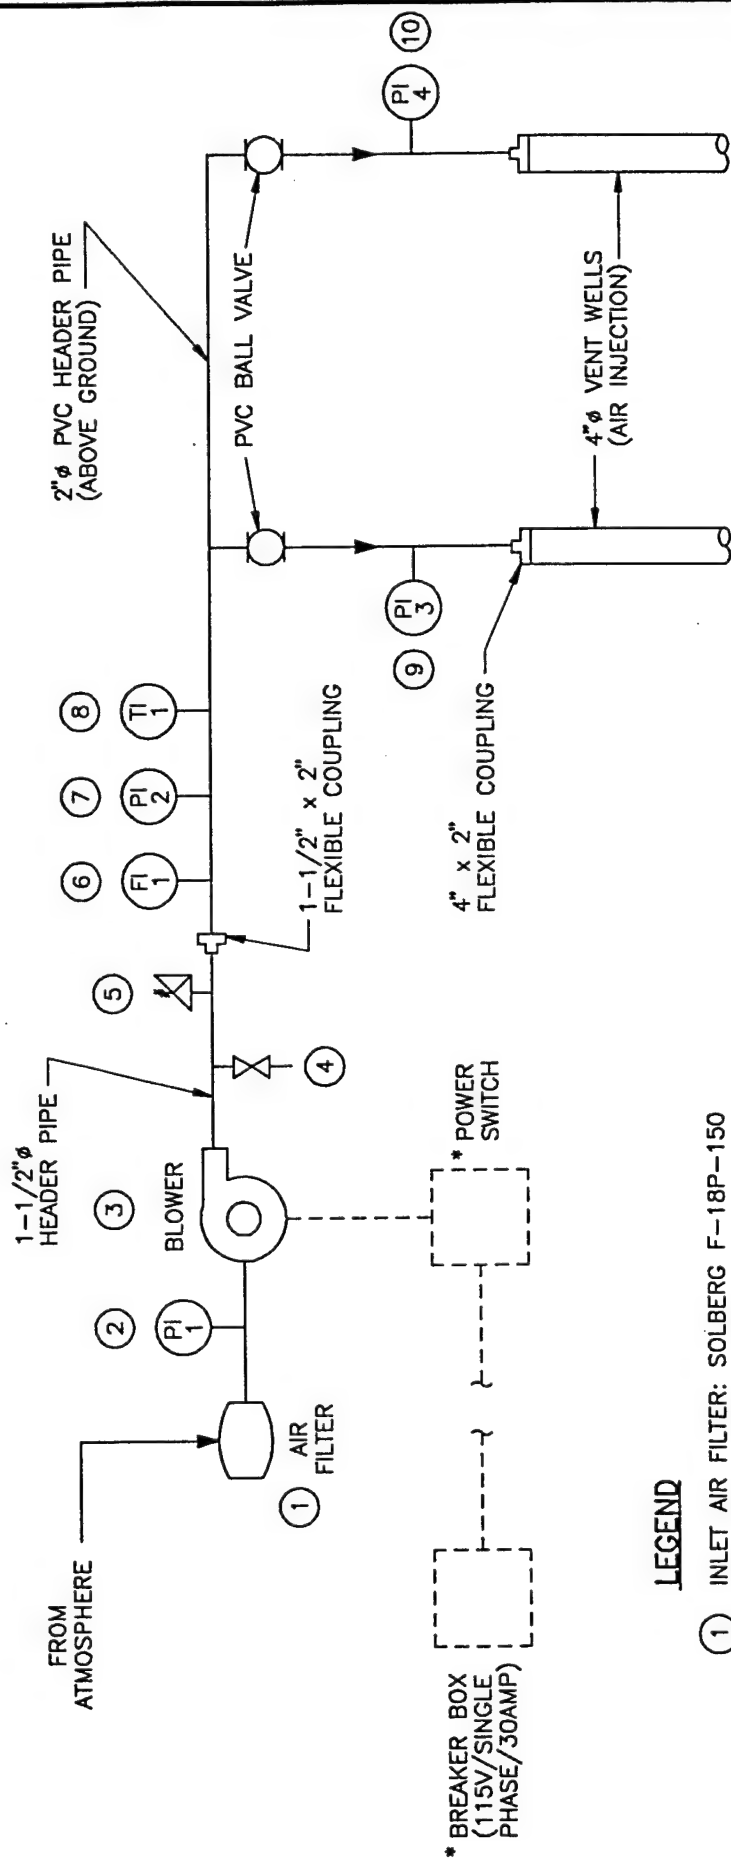 FROM
ATMOSPHERE
1
AIR
FILTER
2
PI
1
3
BLOWER
1-1/2"ø
HEADER PIPE
4
5
1-1/2" x 2"
FLEXIBLE COUPLING
6
FI
1
7
PI
2
8
TI
1
2"ø PVC HEADER PIPE
(ABOVE GROUND)
PVC BALL VALVE
9
PI
3
10
PI
4
4" x 2"
FLEXIBLE COUPLING
4"ø VENT WELLS
(AIR INJECTION)
* POWER
SWITCH
* BREAKER BOX
(115V/SINGLE
PHASE/30AMP)
LEGEND
1 INLET AIR FILTER: SOLBERG F-18P-150